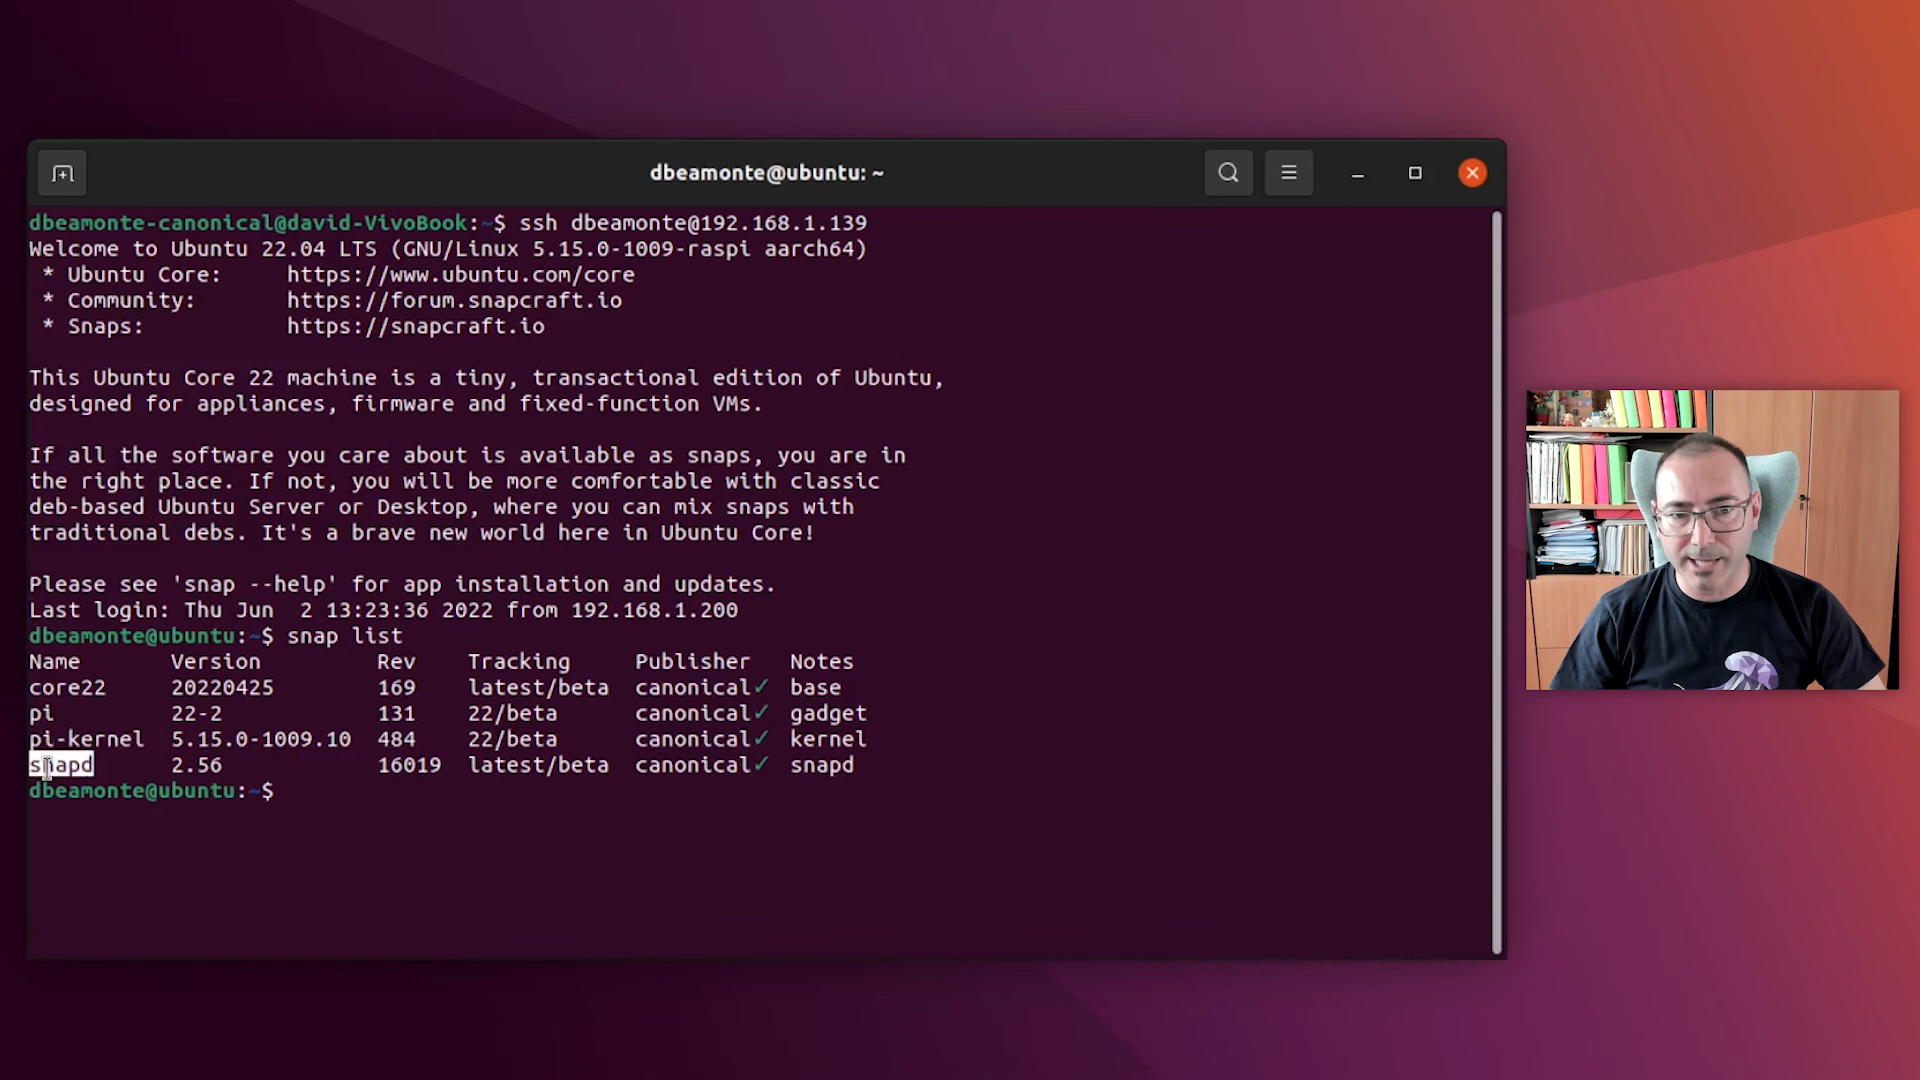 dbeamonte@ubuntu: ~
dbeamonte-canonical@david-VivoBook:~$ ssh dbeamonte@192.168.1.139
Welcome to Ubuntu 22.04 LTS (GNU/Linux 5.15.0-1009-raspi aarch64)
* Ubuntu Core: https://www.ubuntu.com/core
* Community: https://forum.snapcraft.io
* Snaps: https://snapcraft.io
This Ubuntu Core 22 machine is a tiny, transactional edition of Ubuntu,
designed for appliances, firmware and fixed-function VMs.
If all the software you care about is available as snaps, you are in
the right place. If not, you will be more comfortable with classic
deb-based Ubuntu Server or Desktop, where you can mix snaps with
traditional debs. It's a brave new world here in Ubuntu Core!
Please see 'snap --help' for app installation and updates.
Last login: Thu Jun  2 13:23:36 2022 from 192.168.1.200
dbeamonte@ubuntu:~$ snap list
Name Version Rev Tracking Publisher Notes
core22 20220425 169 latest/beta canonical✓ base
pi 22-2 131 22/beta canonical✓ gadget
pi-kernel 5.15.0-1009.10 484 22/beta canonical✓ kernel
snapd 2.56 16019 latest/beta canonical✓ snapd
dbeamonte@ubuntu:~$